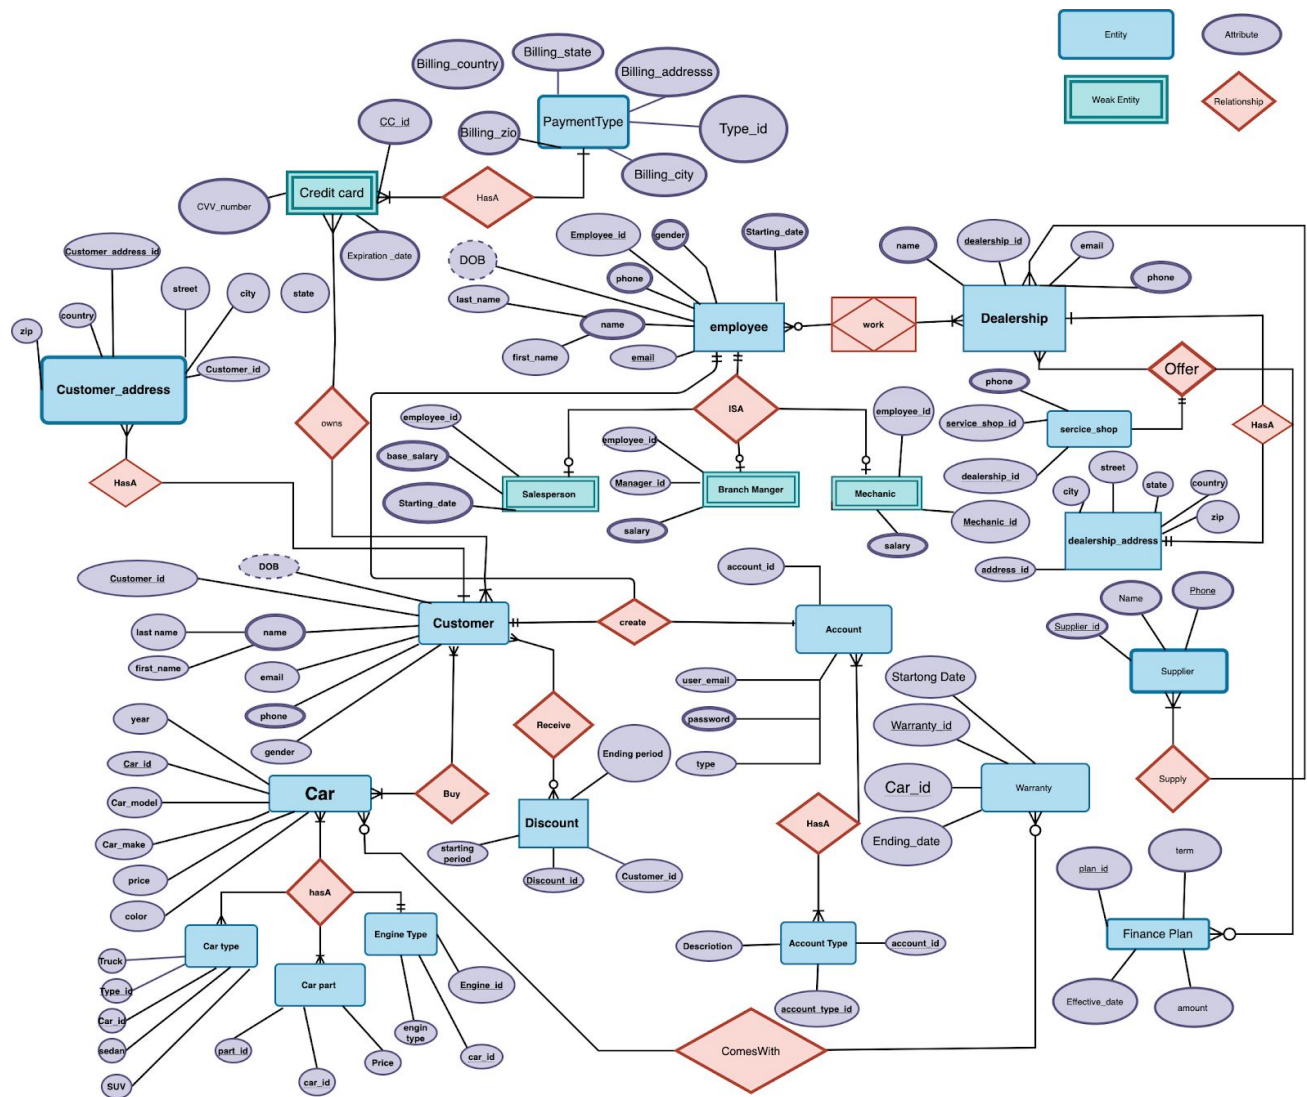 Entity
Attribute
Weak Entity
Relationship
Billing_country
Billing_state
Billing_addresss
PaymentType
Type_id
Billing_zio
Billing_city
CC_id
Credit card
CVV_number
Expiration _date
HasA
Customer_address_id
street
city
state
country
zip
Customer_address
Customer_id
HasA
owns
DOB
Employee_id
gender
Starting_date
phone
last_name
name
first_name
email
employee
work
name
dealership_id
email
phone
Dealership
Offer
HasA
phone
service_shop_id
sercice_shop
dealership_id
street
state
country
city
zip
dealership_address
address_id
ISA
employee_id
base_salary
Starting_date
Salesperson
employee_id
Manager_id
salary
Branch Manger
employee_id
Mechanic
Mechanic_id
salary
Customer_id
DOB
last name
name
first_name
email
phone
gender
Customer
create
account_id
Account
user_email
password
type
Receive
Buy
Ending period
Discount
starting
period
Discount_id
Customer_id
year
Car_id
Car_model
Car_make
price
color
Car
hasA
Car type
Truck
Type_id
Car_id
sedan
SUV
Car part
part_id
car_id
Price
Engine Type
Engine_id
engin
type
car_id
HasA
Account Type
Descriotion
account_id
account_type_id
Startong Date
Warranty_id
Car_id
Ending_date
Warranty
ComesWith
Name
Phone
Supplier_id
Supplier
Supply
plan_id
term
Finance Plan
Effective_date
amount